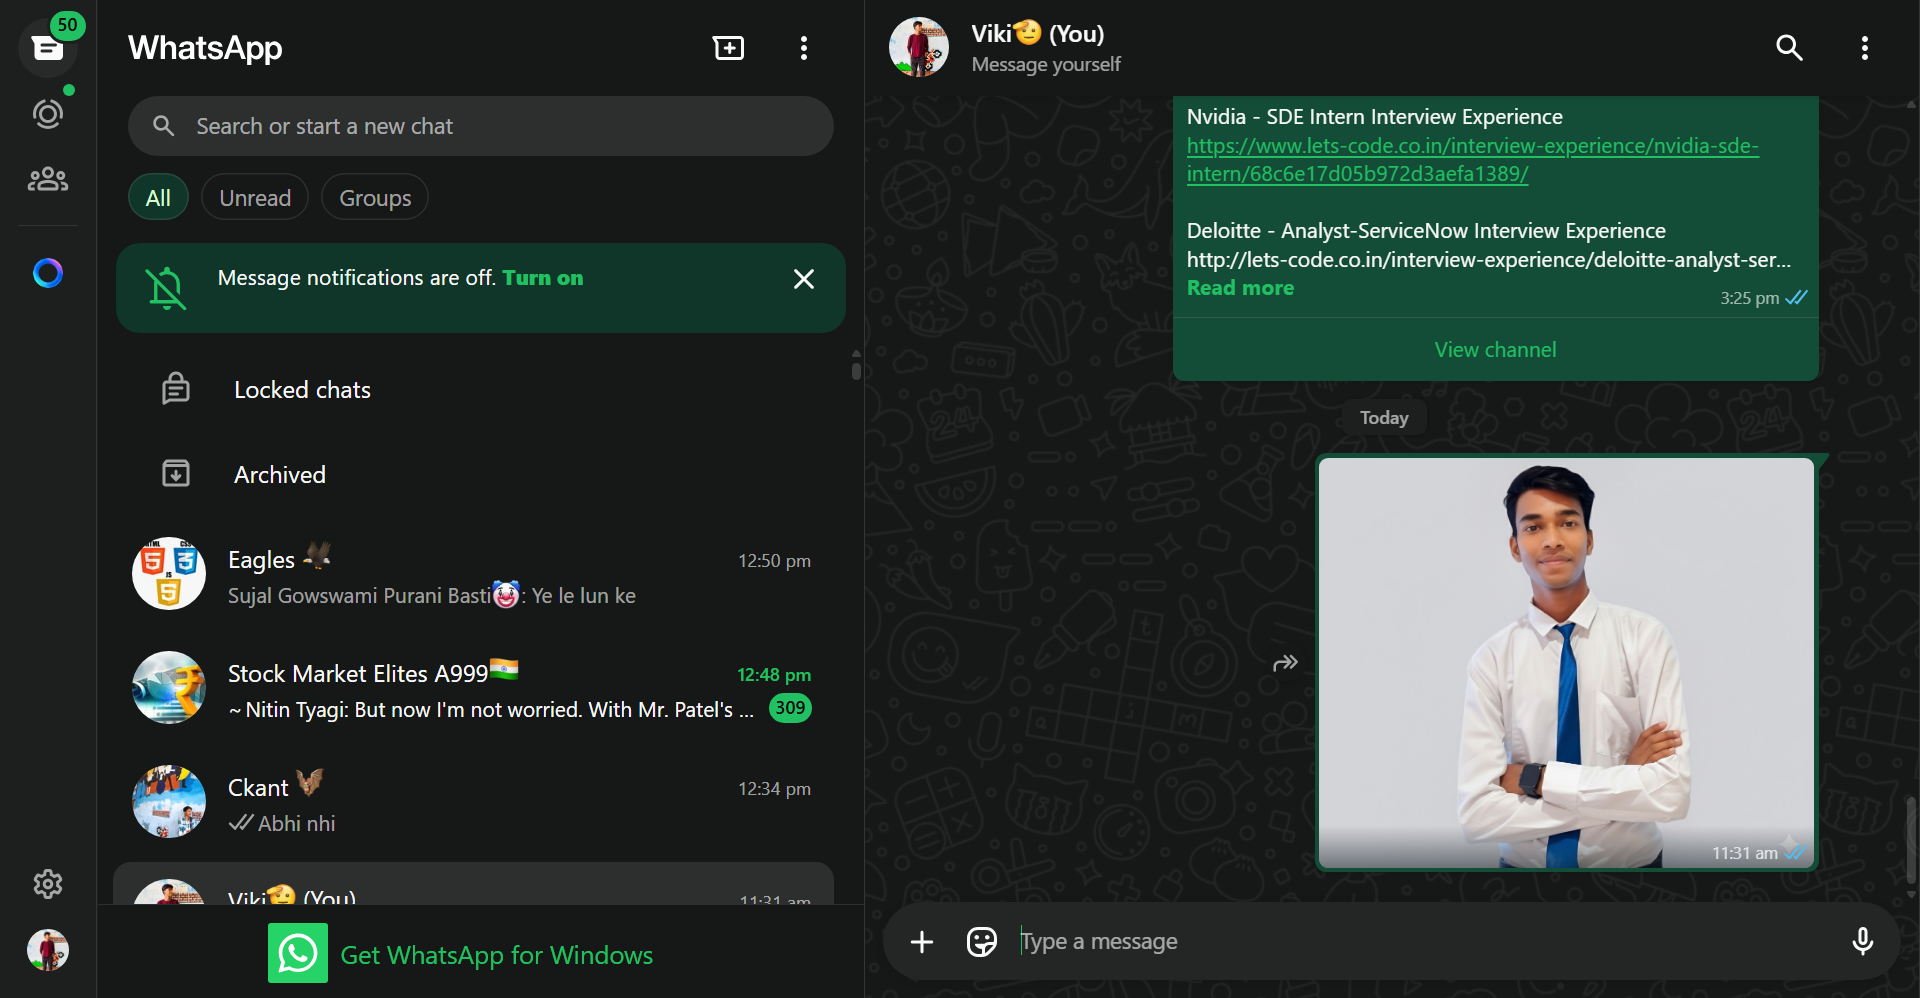 50
WhatsApp
Search or start a new chat
All
Unread
Groups
Message notifications are off. Turn on
Locked chats
Archived
Eagles 🦅
12:50 pm
Sujal Gowswami Purani Basti🤡: Ye le lun ke
Stock Market Elites A999🇮🇳
12:48 pm
~ Nitin Tyagi: But now I'm not worried. With Mr. Patel's ...
309
Ckant 🦇
12:34 pm
Abhi nhi
Viki🫡 (You)
11:31 am
Get WhatsApp for Windows
Viki🫡 (You)
Message yourself
Nvidia - SDE Intern Interview Experience
https://www.lets-code.co.in/interview-experience/nvidia-sde-
intern/68c6e17d05b972d3aefa1389/
Deloitte - Analyst-ServiceNow Interview Experience
http://lets-code.co.in/interview-experience/deloitte-analyst-ser...
Read more
3:25 pm
View channel
Today
11:31 am
Type a message